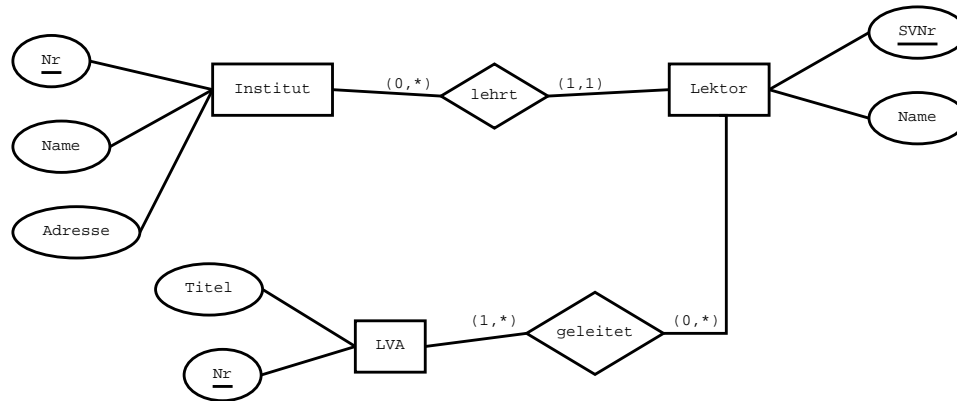 SVNr
Nr
Institut
(0,*)
lehrt
(1,1)
Lektor
Name
Name
Adresse
Titel
(1,*)
geleitet
(0,*)
LVA
Nr